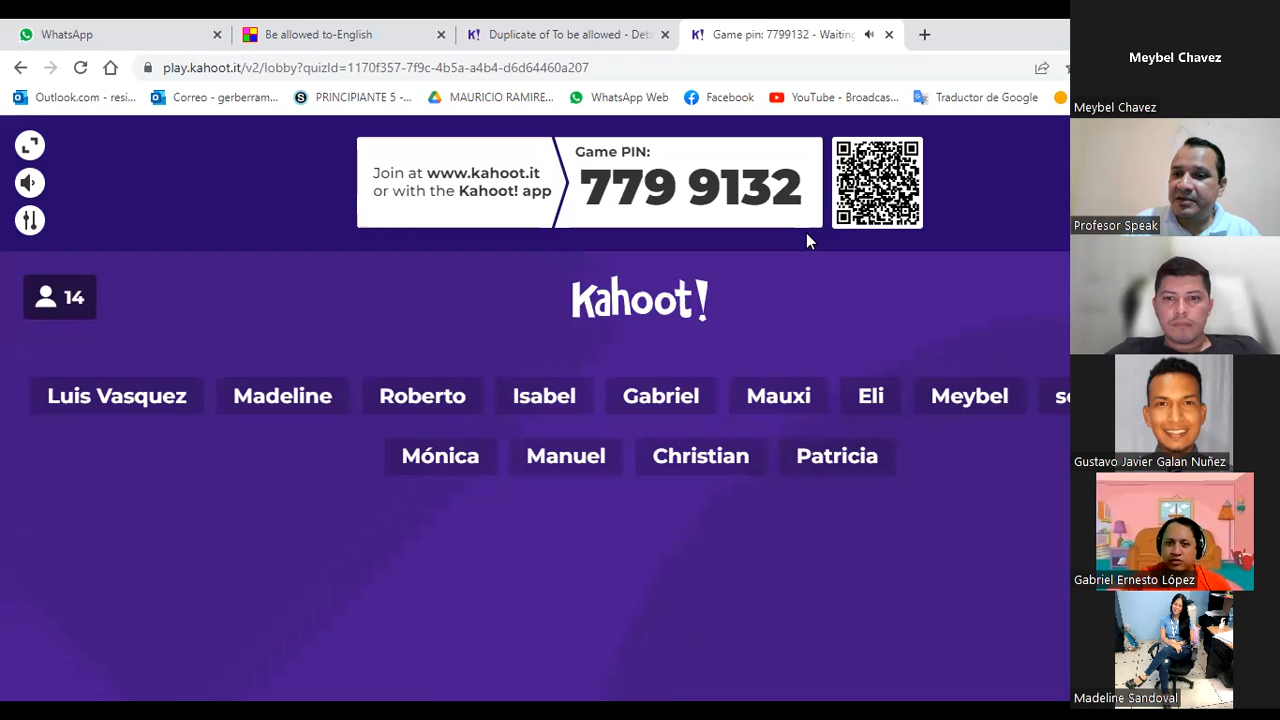 WhatsApp
Be allowed to-English
Duplicate of To be allowed - Deta
Game pin: 7799132 - Waiting
play.kahoot.it/v2/lobby?quizId=1170f357-7f9c-4b5a-a4b4-d6d64460a207
Outlook.com - resi...
Correo - gerberram...
PRINCIPIANTE 5 -...
MAURICIO RAMIRE...
WhatsApp Web
Facebook
YouTube - Broadcas...
Traductor de Google
Join at www.kahoot.it
or with the Kahoot! app
Game PIN:
779 9132
14
Kahoot!
Luis Vasquez
Madeline
Roberto
Isabel
Gabriel
Mauxi
Eli
Meybel
Mónica
Manuel
Christian
Patricia
Meybel Chavez
Meybel Chavez
Profesor Speak
Gustavo Javier Galan Nuñez
Gabriel Ernesto López
Madeline Sandoval